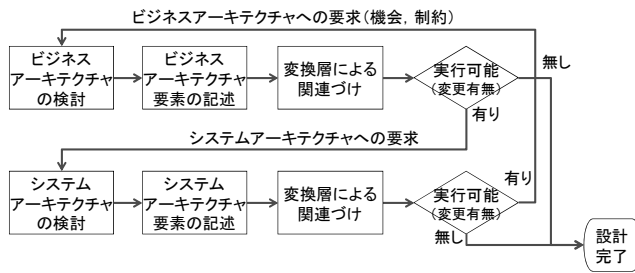 ビジネスアーキテクチャへの要求(機会, 制約)
ビジネス
アーキテクチャ
の検討
ビジネス
アーキテクチャ
要素の記述
変換層による
関連づけ
実行可能
(変更有無)
無し
有り
システムアーキテクチャへの要求
システム
アーキテクチャ
の検討
システム
アーキテクチャ
要素の記述
変換層による
関連づけ
実行可能
(変更有無)
有り
無し
設計
完了